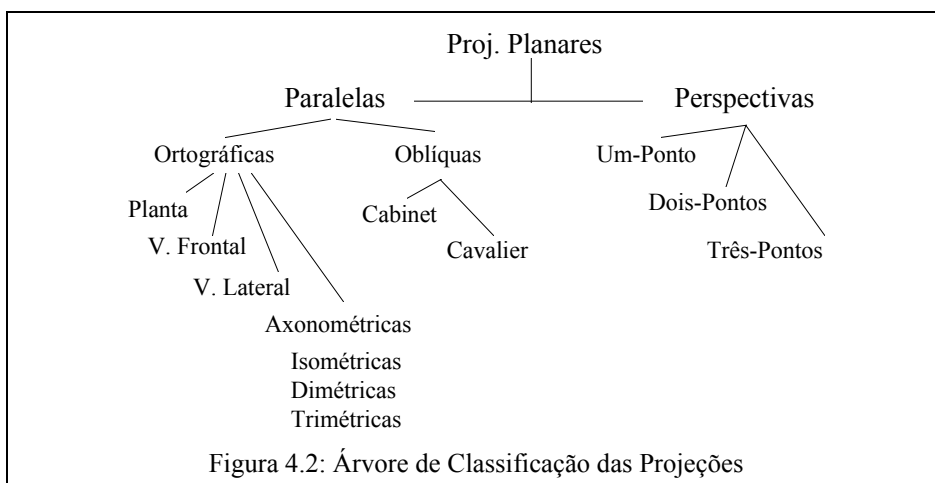 Proj. Planares
Paralelas
Perspectivas
Ortográficas
Oblíquas
Um-Ponto
Planta
Cabinet
Dois-Pontos
V. Frontal
Cavalier
Três-Pontos
V. Lateral
Axonométricas
Isométricas
Dimétricas
Trimétricas
Figura 4.2: Árvore de Classificação das Projeções